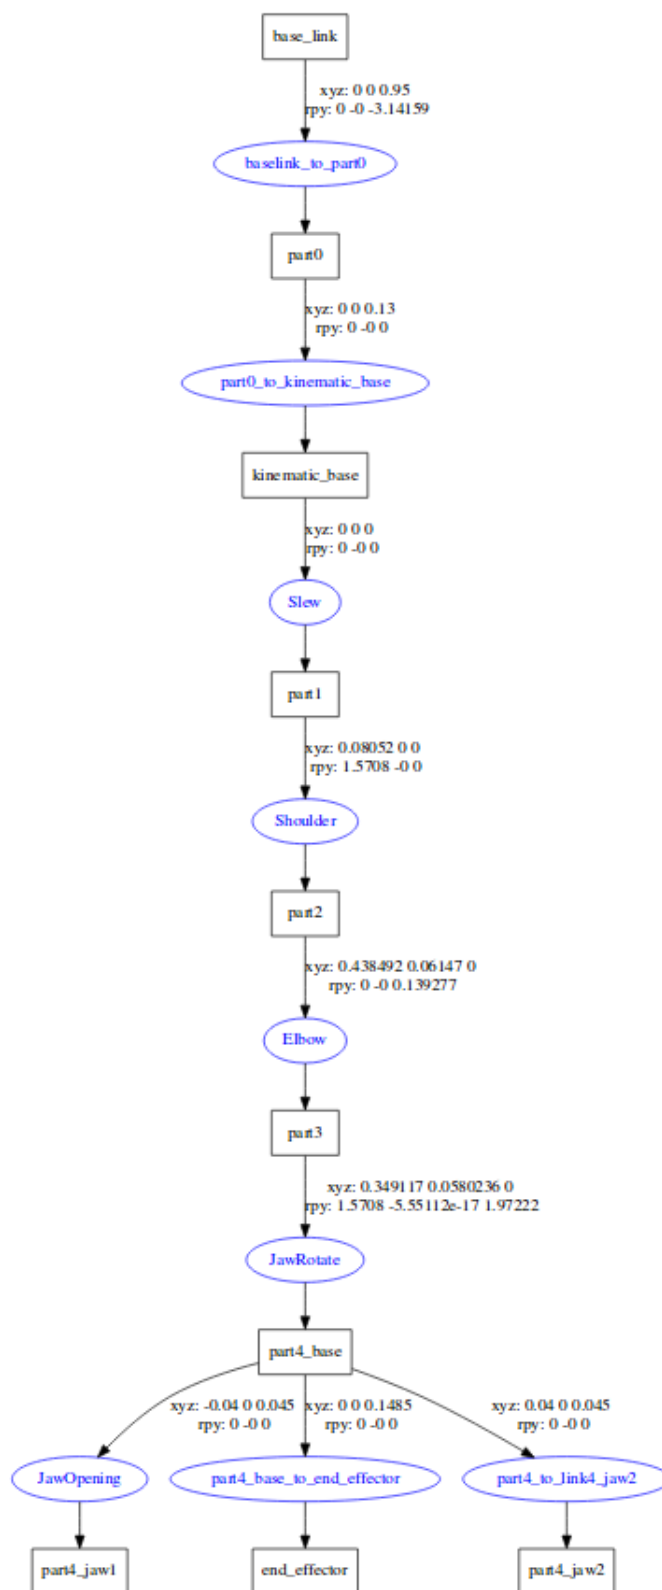 base_link
xyz: 0 0 0.95
rpy: 0 -0 -3.14159
baselink_to_part0
part0
xyz: 0 0 0.13
rpy: 0 -0 0
part0_to_kinematic_base
kinematic_base
xyz: 0 0 0
rpy: 0 -0 0
Slew
part1
xyz: 0.08052 0 0
rpy: 1.5708 -0 0
Shoulder
part2
xyz: 0.438492 0.06147 0
rpy: 0 -0 0.139277
Elbow
part3
xyz: 0.349117 0.0580236 0
rpy: 1.5708 -5.55112e-17 1.97222
JawRotate
part4_base
xyz: -0.04 0 0.045
rpy: 0 -0 0
xyz: 0 0 0.1485
rpy: 0 -0 0
xyz: 0.04 0 0.045
rpy: 0 -0 0
JawOpening
part4_base_to_end_effector
part4_to_link4_jaw2
part4_jaw1
end_effector
part4_jaw2